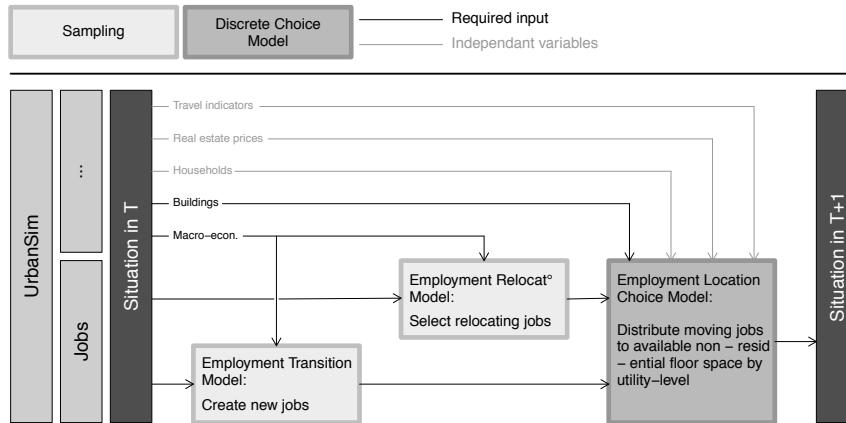 Sampling
Discrete Choice
Model
Required input
Independant variables
UrbanSim
...
Jobs
Situation in T
Travel indicators
Real estate prices
Households
Buildings
Macro−econ.
Employment Relocat°
Model:
Select relocating jobs
Employment Transition
Model:
Create new jobs
Employment Location
Choice Model:
Distribute moving jobs
to available non − resid
− ential floor space by
utility−level
Situation in T+1